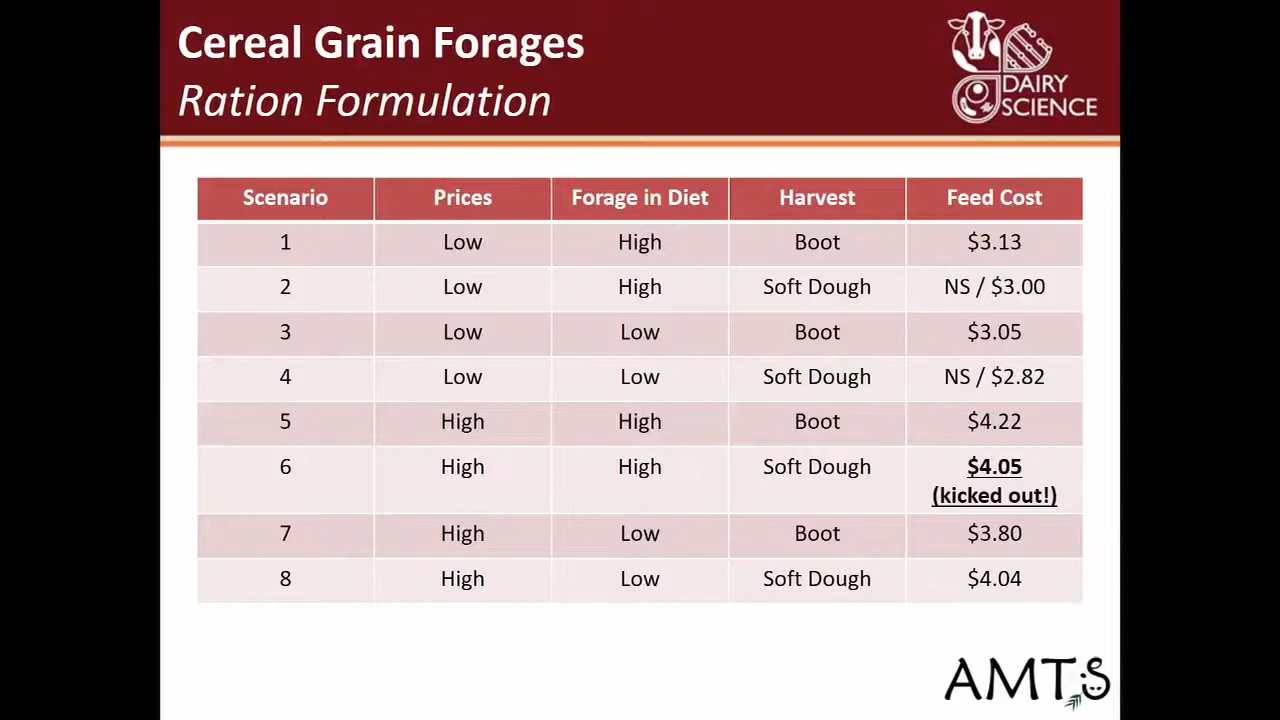 Cereal Grain Forages
Ration Formulation
DAIRY
SCIENCE
Scenario Prices Forage in Diet Harvest Feed Cost
1 Low High Boot $3.13
2 Low High Soft Dough NS / $3.00
3 Low Low Boot $3.05
4 Low Low Soft Dough NS / $2.82
5 High High Boot $4.22
6 High High Soft Dough $4.05
(kicked out!)
7 High Low Boot $3.80
8 High Low Soft Dough $4.04
AMTS